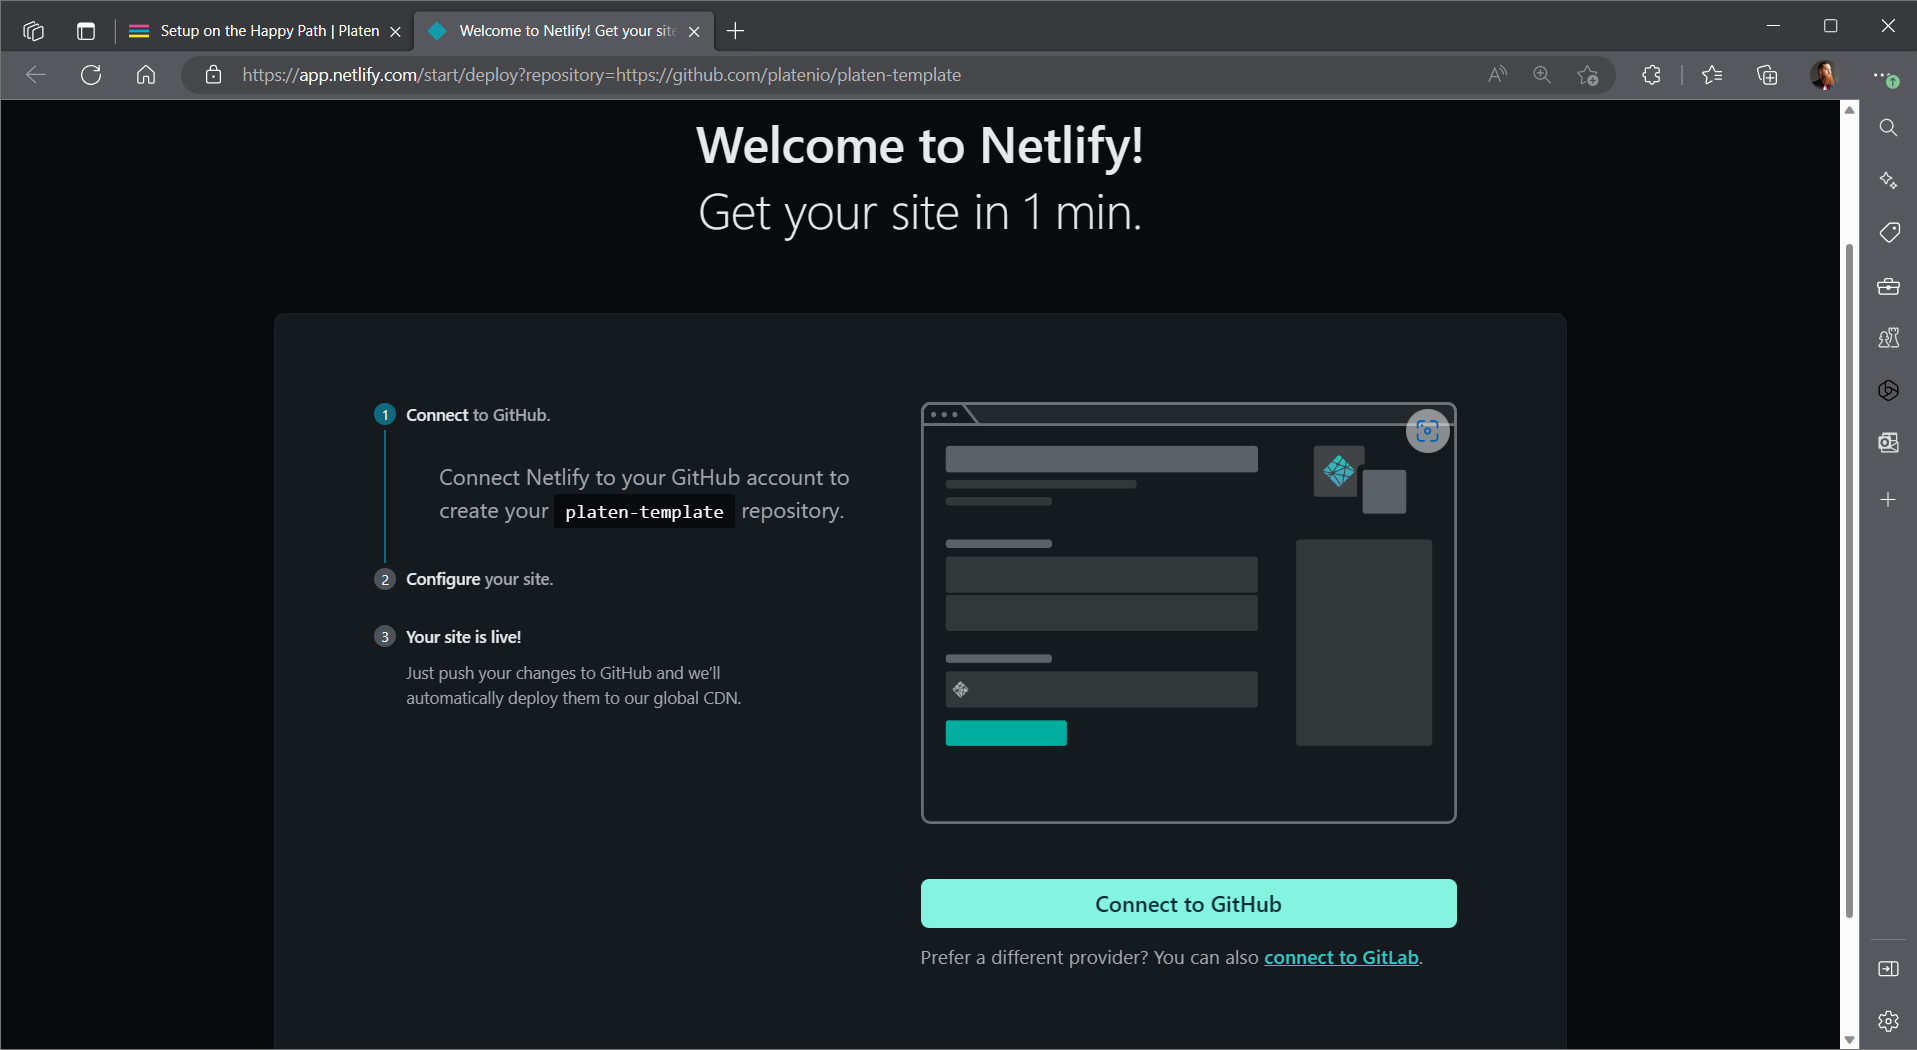 Setup on the Happy Path | Platen
Welcome to Netlify! Get your site
https://app.netlify.com/start/deploy?repository=https://github.com/platenio/platen-template
Welcome to Netlify!
Get your site in 1 min.
1 Connect to GitHub.
Connect Netlify to your GitHub account to
create your platen-template repository.
2 Configure your site.
3 Your site is live!
Just push your changes to GitHub and we'll
automatically deploy them to our global CDN.
Connect to GitHub
Prefer a different provider? You can also connect to GitLab.